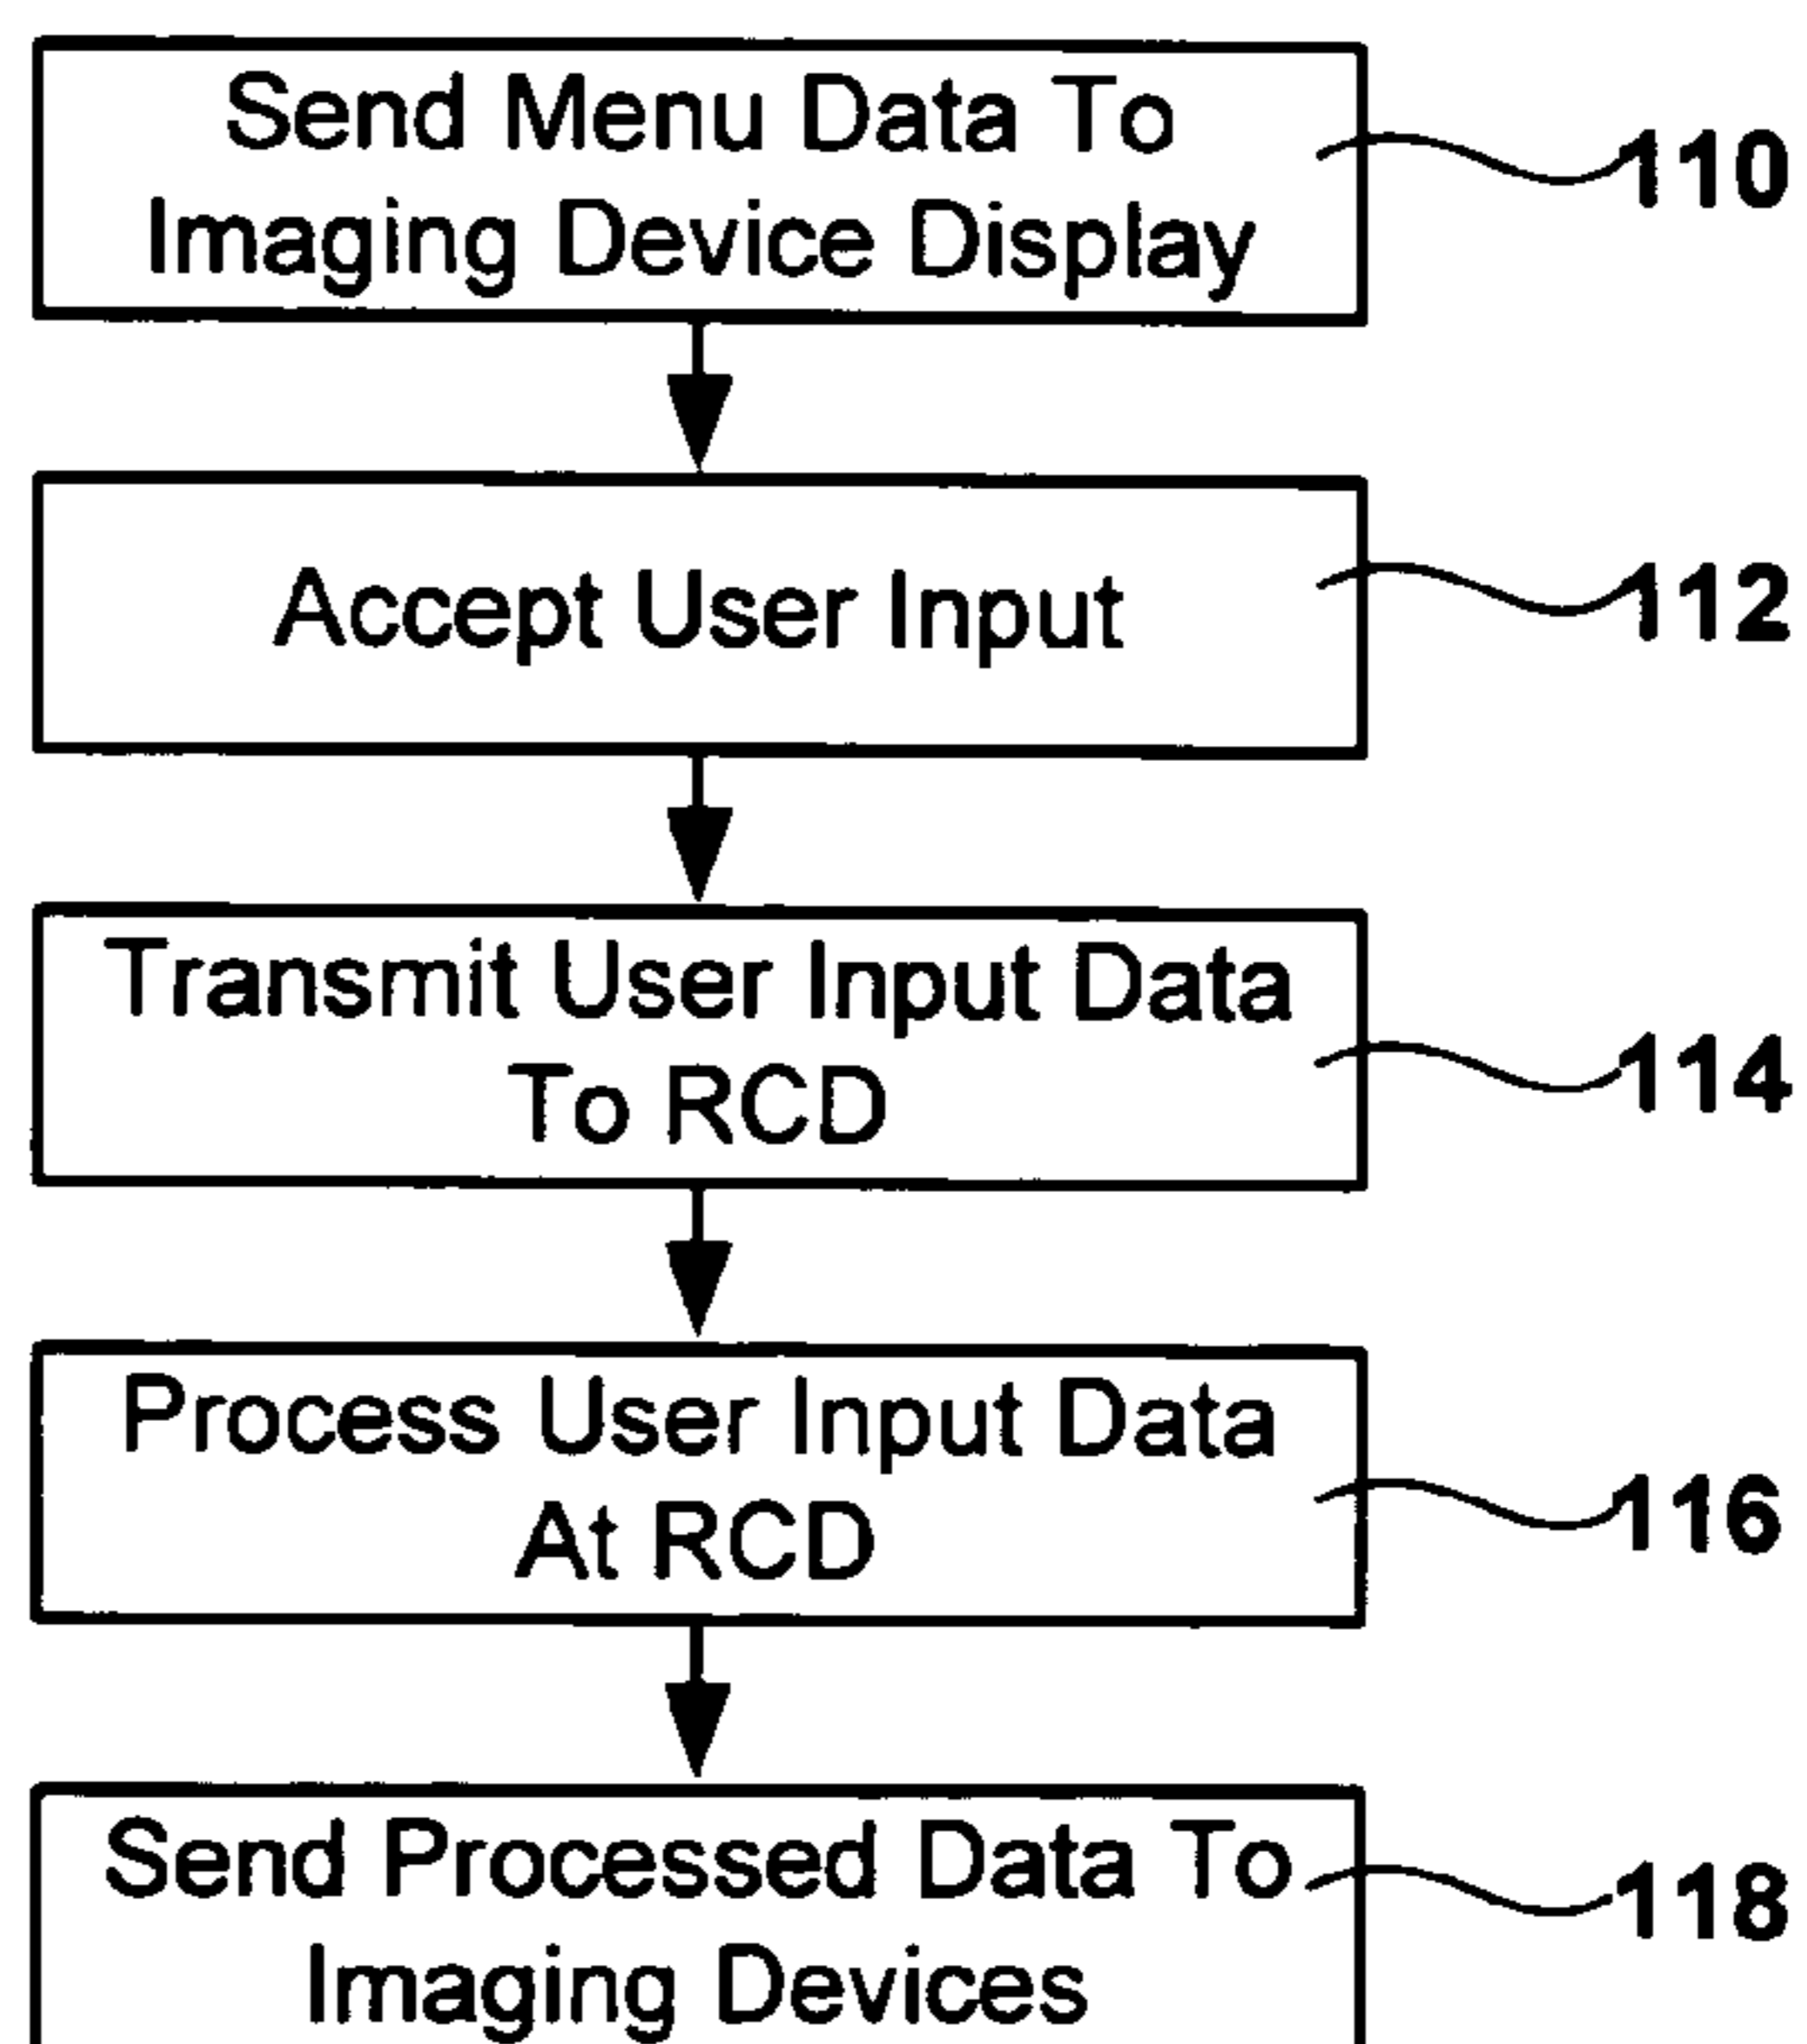 Send Menu Data To
Imaging Device Display
110
Accept User Input
112
Transmit User Input Data
To RCD
114
Process User Input Data
At RCD
116
Send Processed Data To
Imaging Devices
118